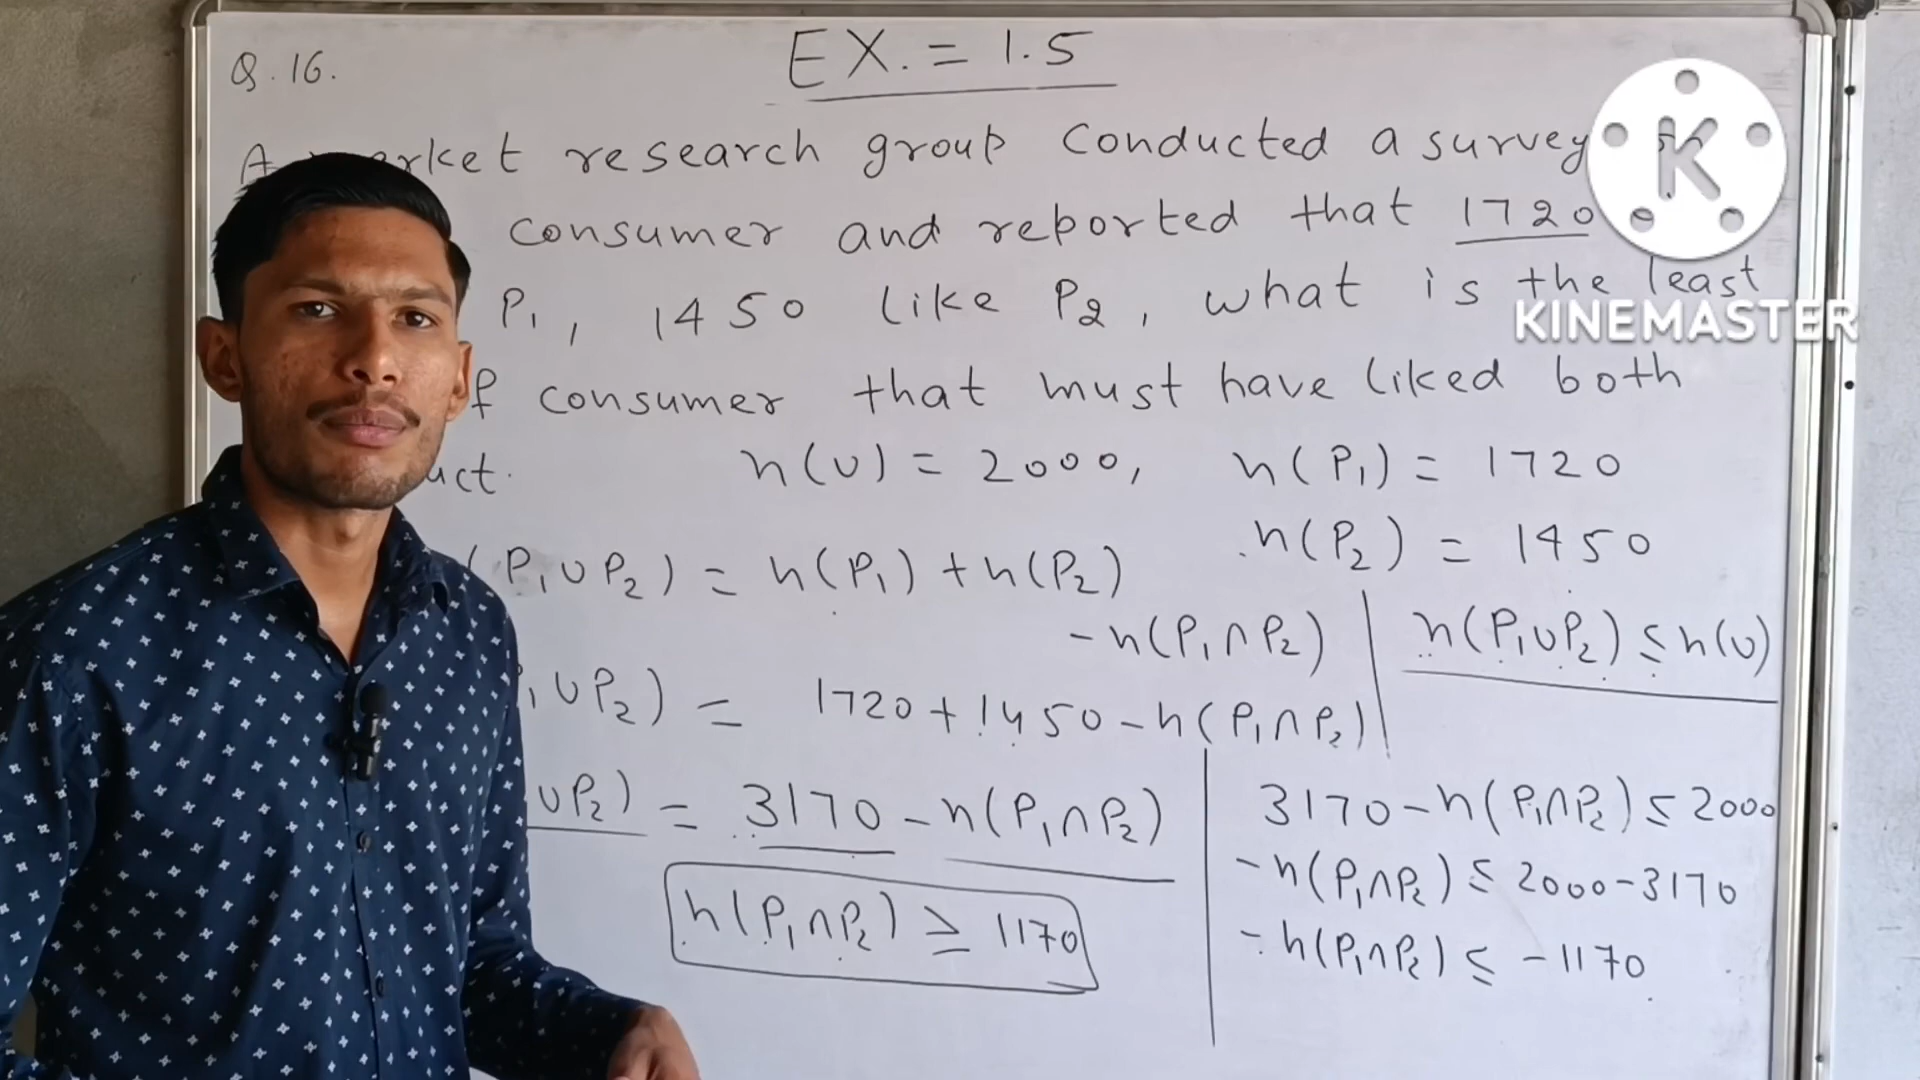 EX. = 1.5
Q.16.
A market research group conducted a survey
consumer and reported that 1720
P₁, 1450 like P₂, what is the least
KINEMASTER
consumer that must have liked both
n(U) = 2000, n(P₁) = 1720
n(P₂) = 1450
(P₁∪P₂) = n(P₁) + n(P₂)
-n(P₁∩P₂)
n(P₁∪P₂) ≤ n(U)
∪P₂) = 1720 + 1450 - n(P₁∩P₂)
∪P₂) = 3170 - n(P₁∩P₂)
3170 - n(P₁∩P₂) ≤ 2000
-n(P₁∩P₂) ≤ 2000 - 3170
n(P₁∩P₂) ≥ 1170
-n(P₁∩P₂) ≤ -1170